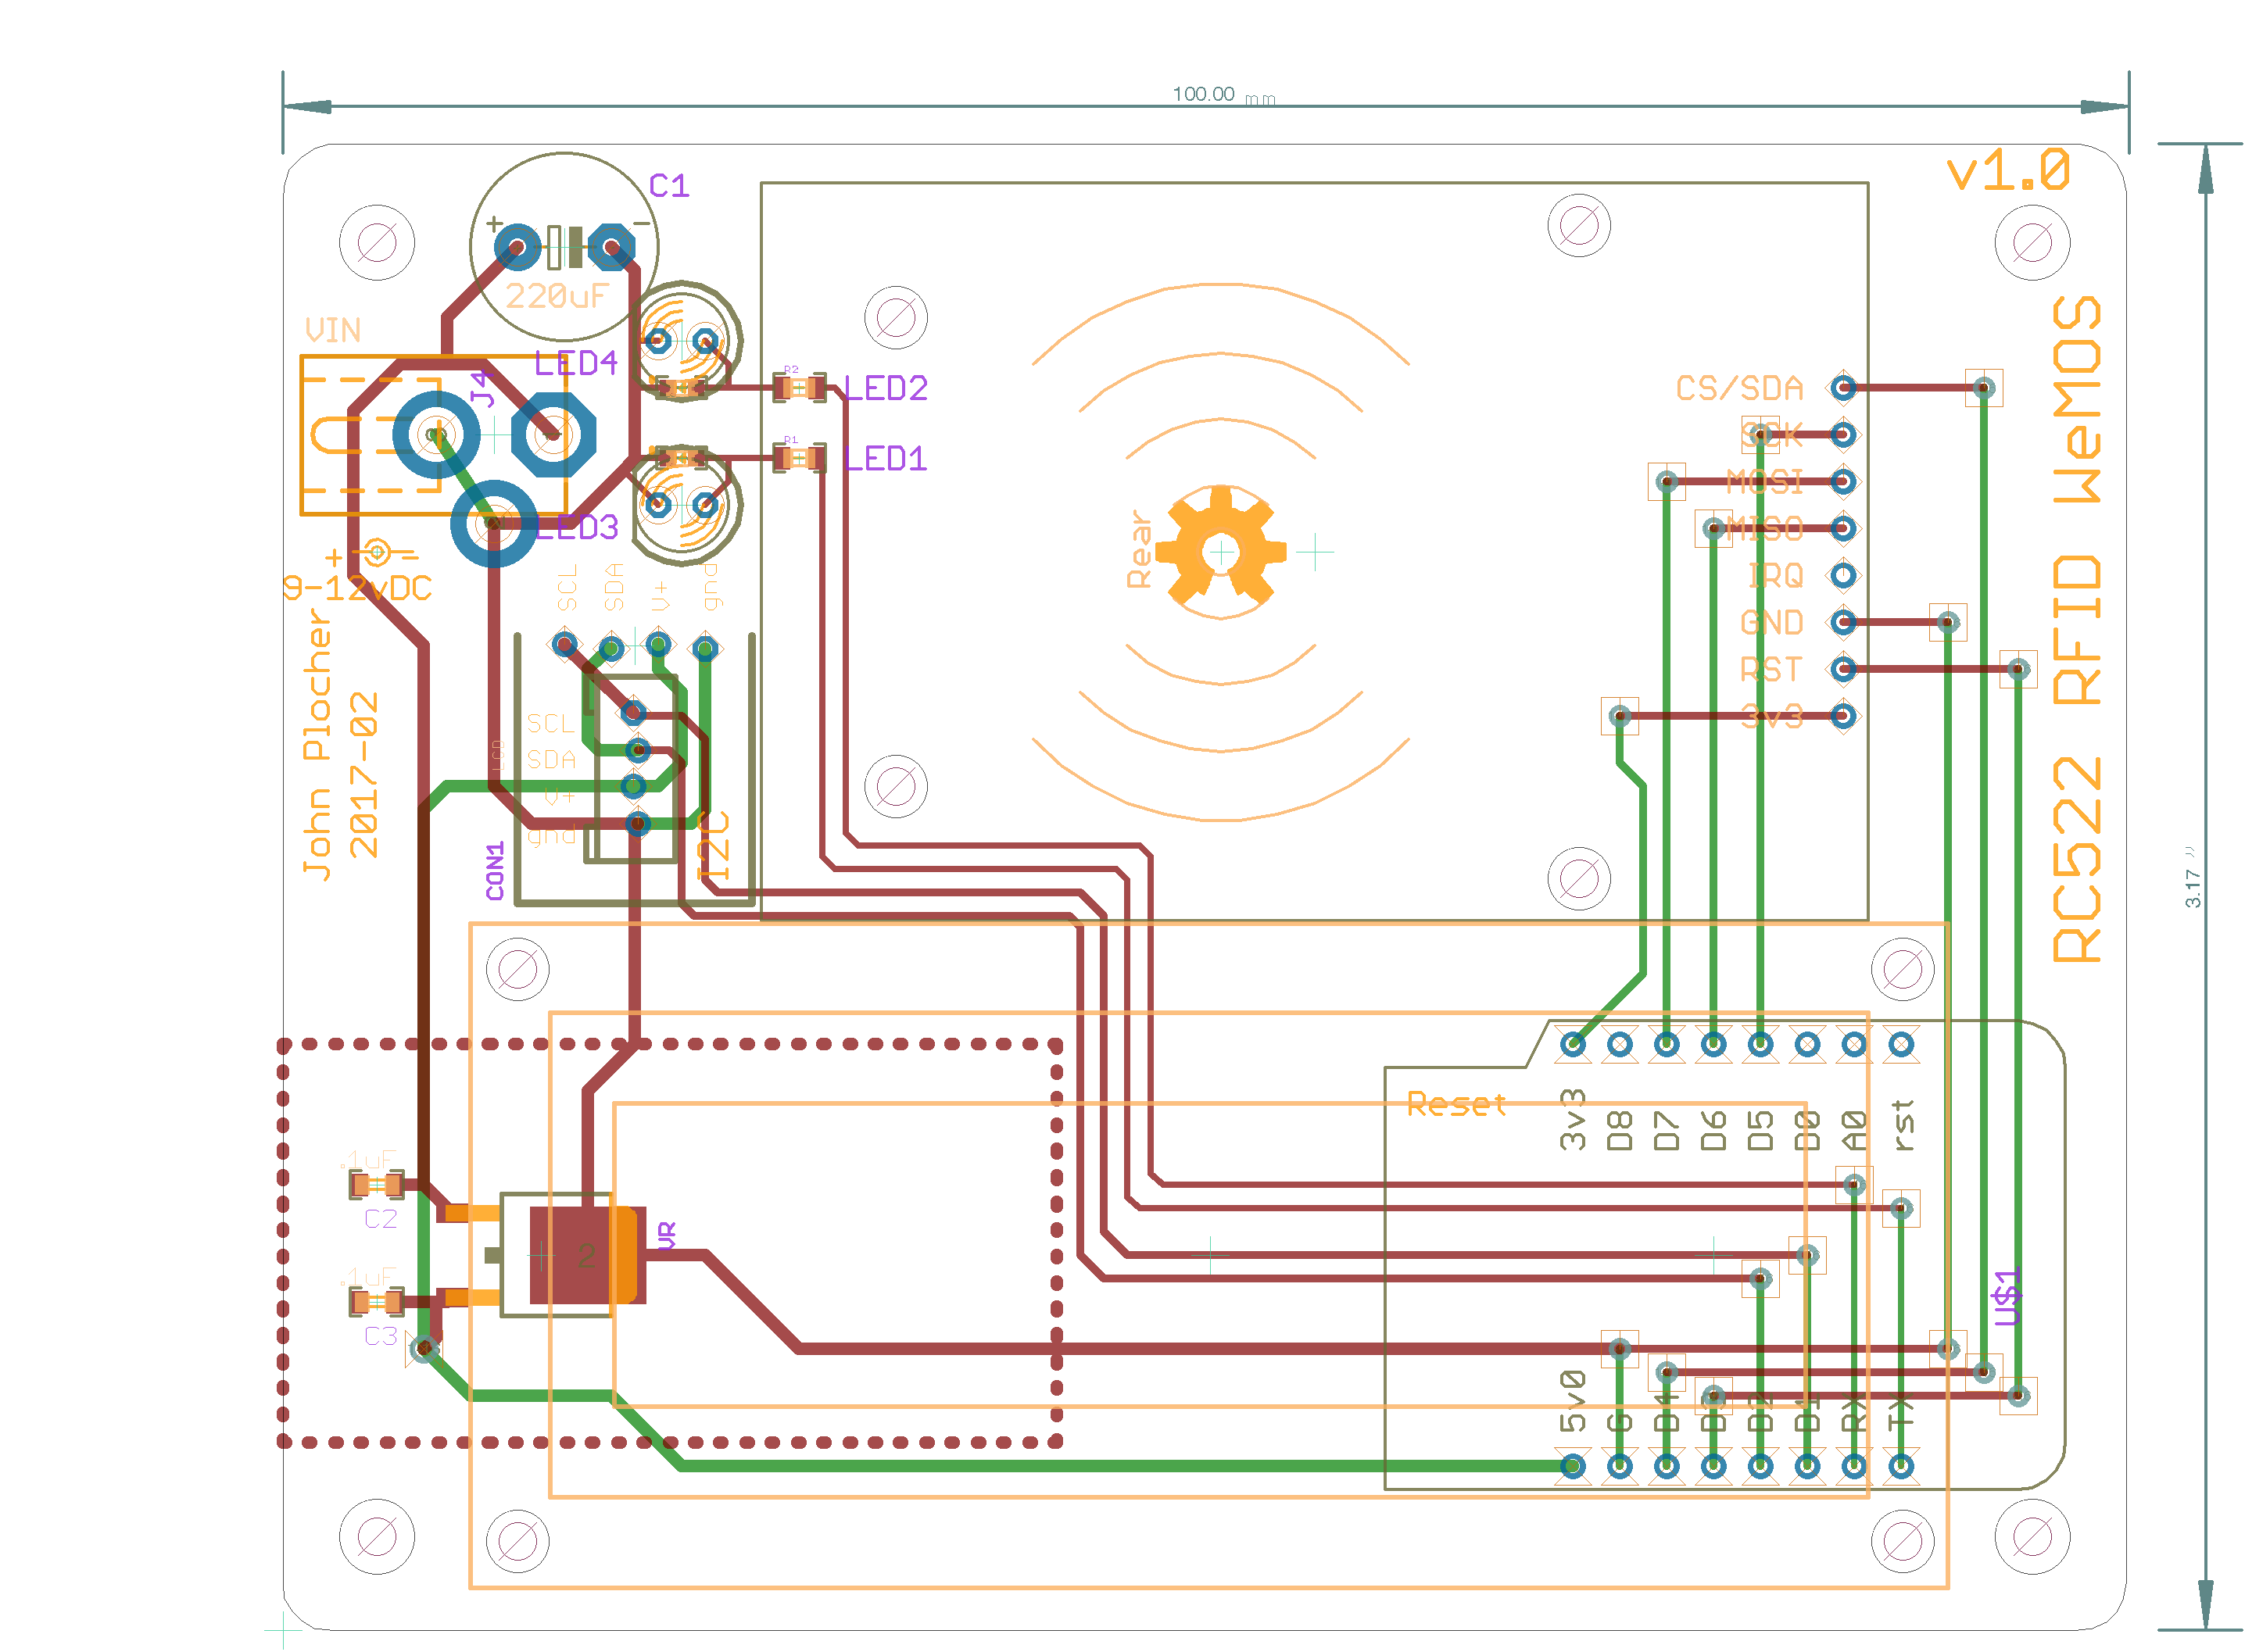 100.00 mm
v1.0
C1
+ -
220uF
VIN
LED4
J4
R2
LED2
R1
LED1
LED3
+ -
9-12vDC
CS/SDA
SCK
MOSI
MISO
IRQ
GND
RST
3v3
Rear
RC522 RFID WeMOS
3.17 "
John Plocher
2017-02
SCL
SDA
V+
gnd
SCL
SDA
V+
gnd
I2C
CON1
Reset
3v3
D8
D7
D6
D5
D0
A0
rst
.1uF
C2
.1uF
C3
2
VR
U$1
5v0
G
D4
D3
D2
D1
RX
TX